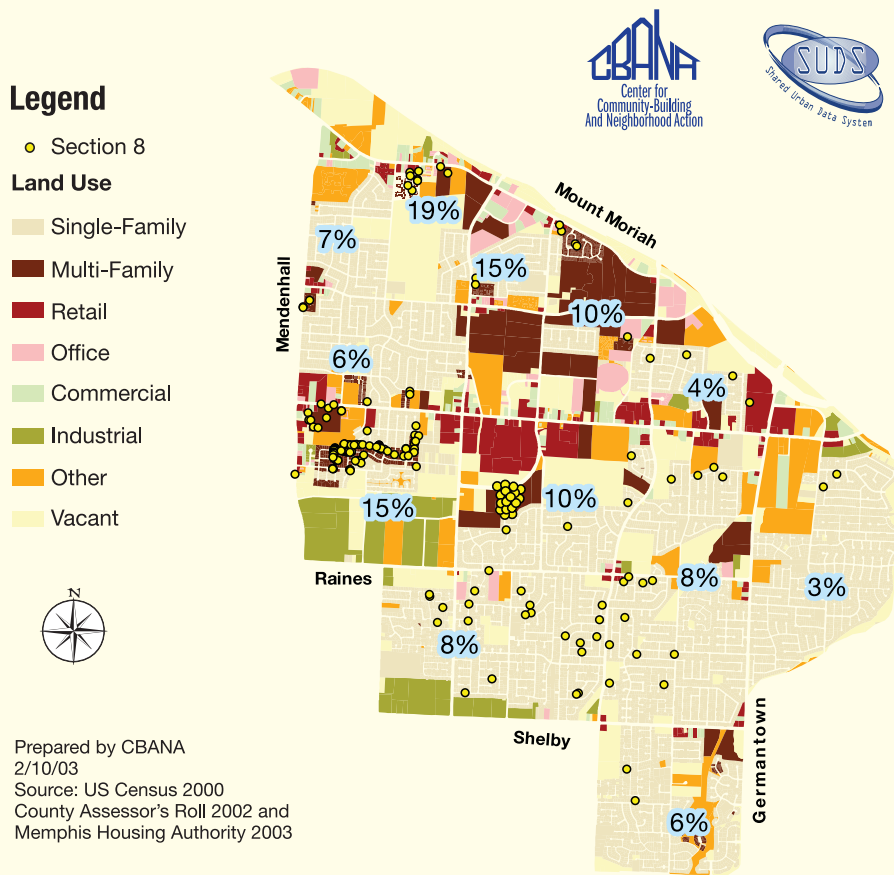 CBANA
Center for
Community-Building
And Neighborhood Action
SUDS
Shared Urban Data System
Legend
Section 8
Land Use
Single-Family
Multi-Family
Retail
Office
Commercial
Industrial
Other
Vacant
Mount Moriah
Mendenhall
19%
7%
15%
10%
6%
4%
15%
10%
Raines
8%
3%
8%
N
Shelby
Germantown
6%
Prepared by CBANA
2/10/03
Source: US Census 2000
County Assessor's Roll 2002 and
Memphis Housing Authority 2003